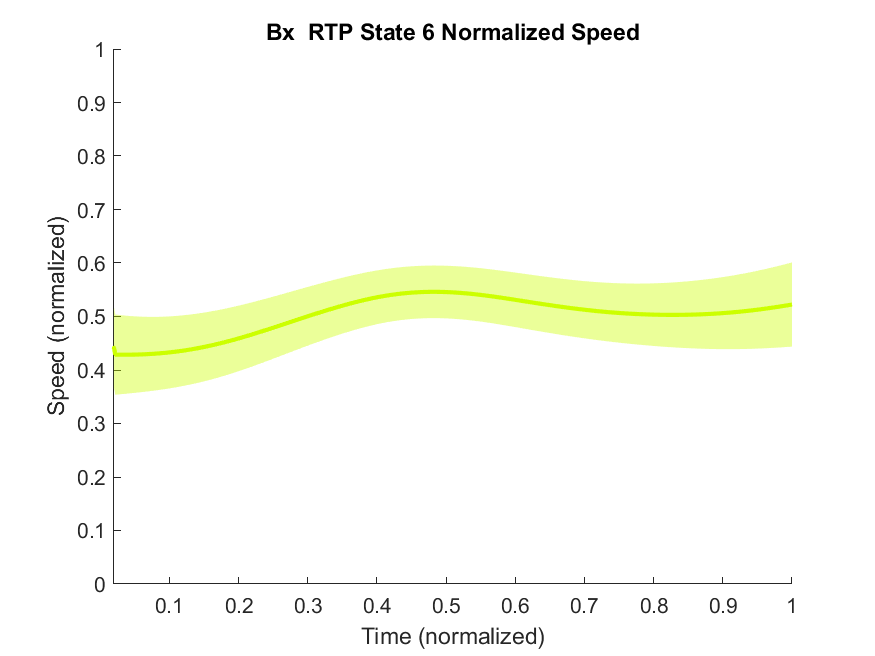 Bx  RTP State 6 Normalized Speed
1
0.9
0.8
0.7
0.6
0.5
0.4
0.3
0.2
0.1
0
Speed (normalized)
0.1 0.2 0.3 0.4 0.5 0.6 0.7 0.8 0.9 1
Time (normalized)